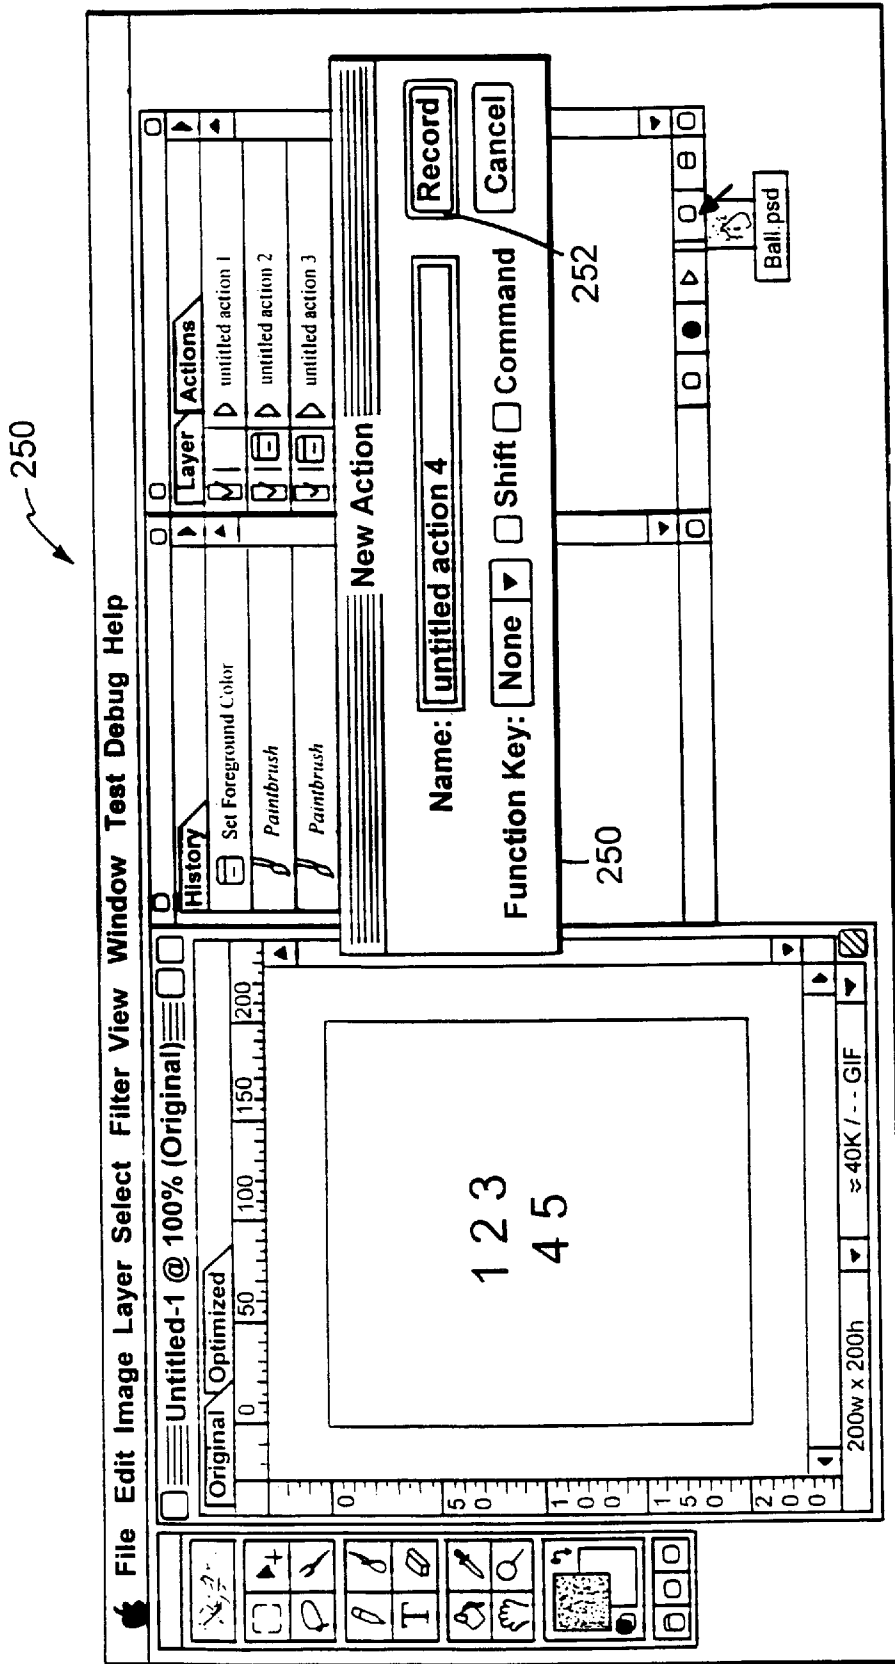 250
File Edit Image Layer Select Filter View Window Test Debug Help
Untitled-1 @ 100% (Original)
Original Optimized
0 50 100 150 200
0
50
100
150
200
1 2 3
4 5
200w x 200h
≈40K / - - GIF
History
Set Foreground Color
Paintbrush
Paintbrush
Layer Actions
untitled action 1
untitled action 2
untitled action 3
New Action
Name: untitled action 4
Record
Function Key: None Shift Command
Cancel
250
252
T
Ball.psd